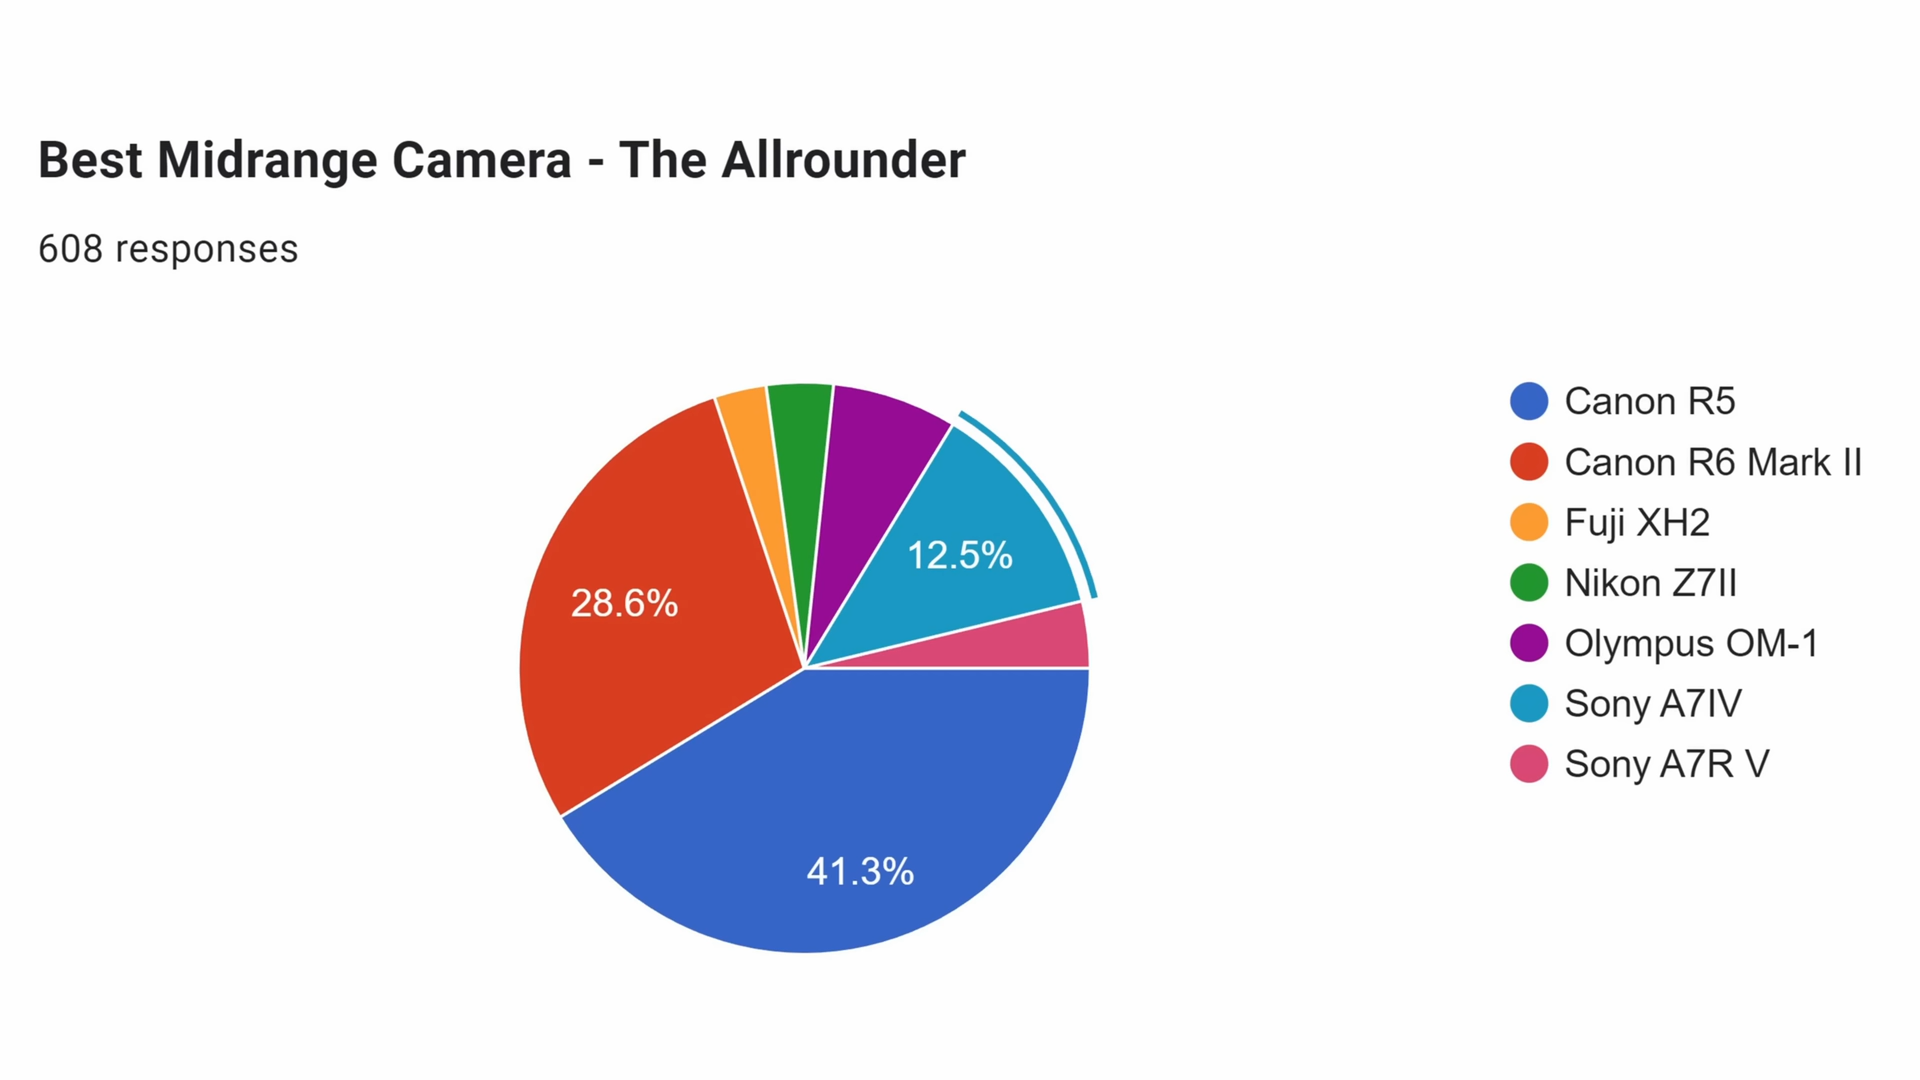 Best Midrange Camera - The Allrounder
608 responses
12.5%
28.6%
41.3%
Canon R5
Canon R6 Mark II
Fuji XH2
Nikon Z7II
Olympus OM-1
Sony A7IV
Sony A7R V